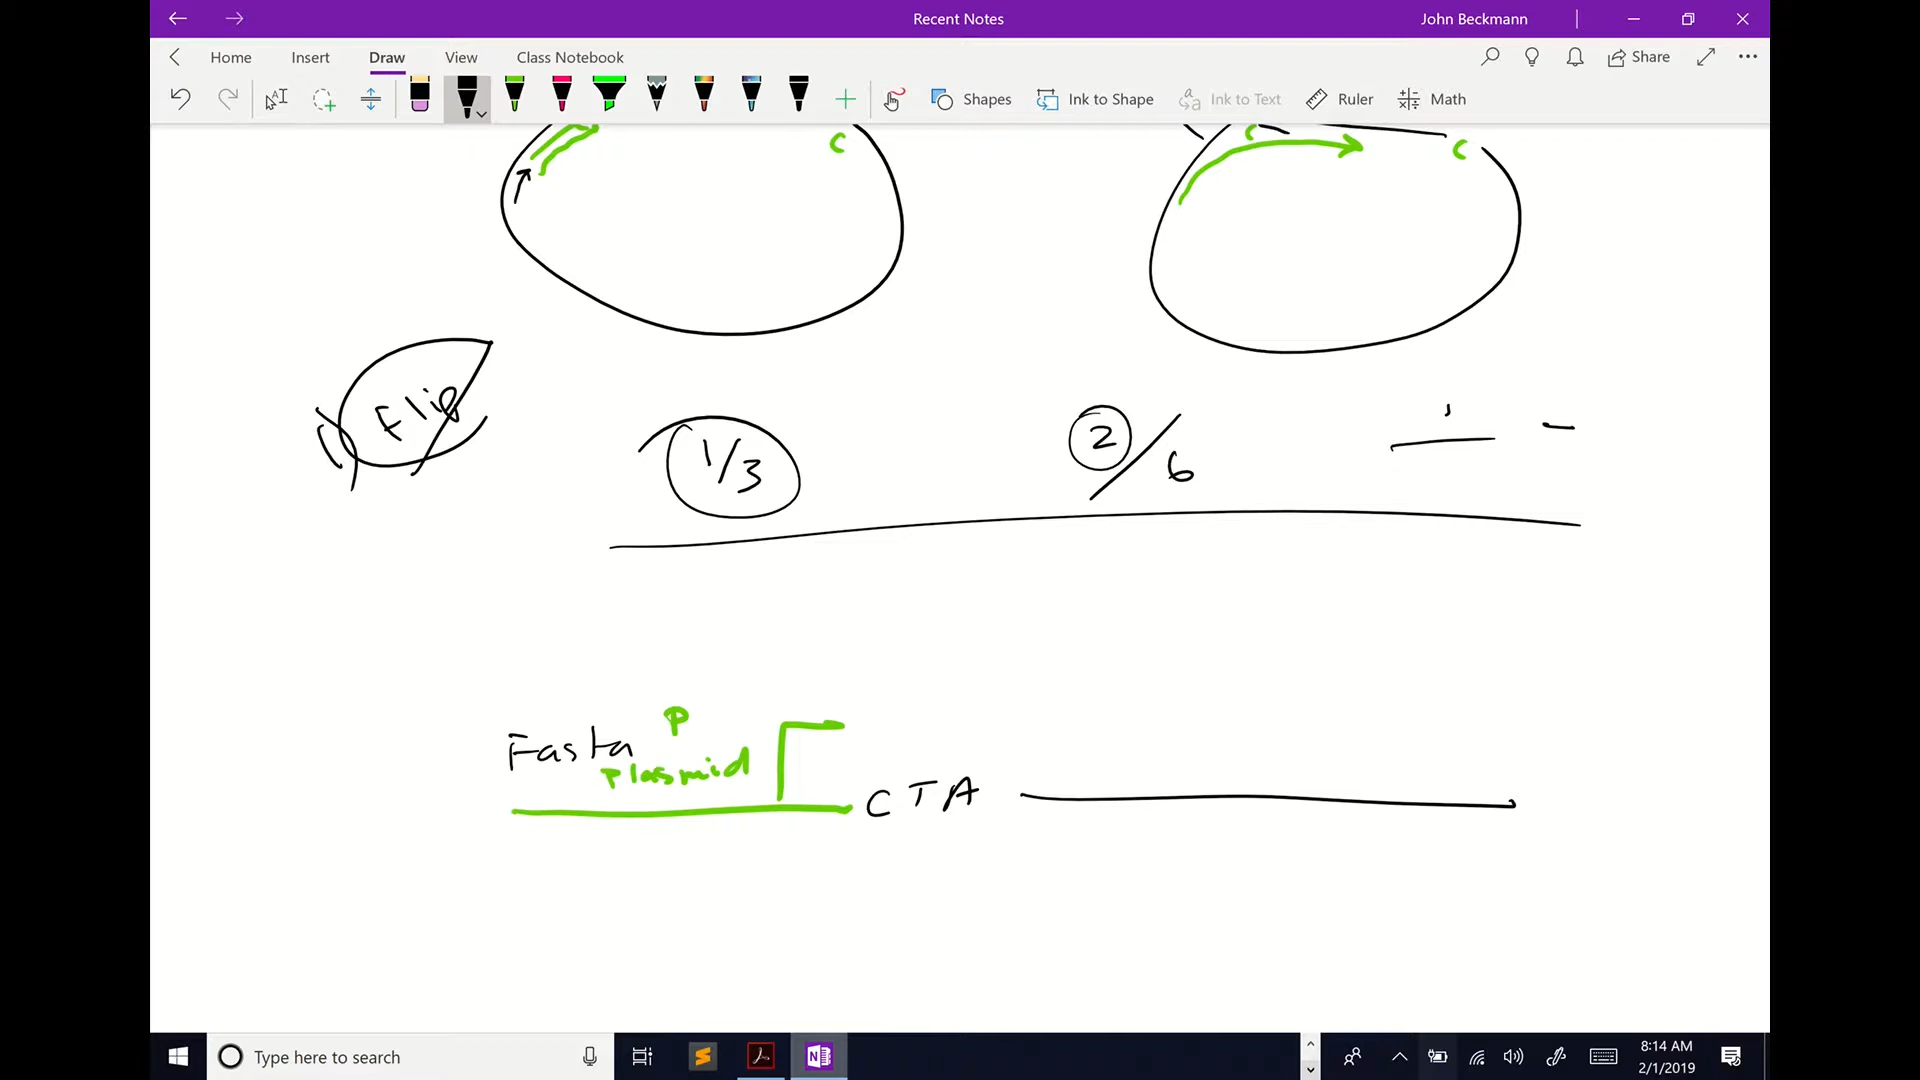 Recent Notes
John Beckmann
Home Insert Draw View Class Notebook
Share
Shapes Ink to Shape Ink to Text Ruler Math
C
C C
Flip
1/3
2/6
Fasta P
plasmid
CTA
Type here to search
8:14 AM
2/1/2019